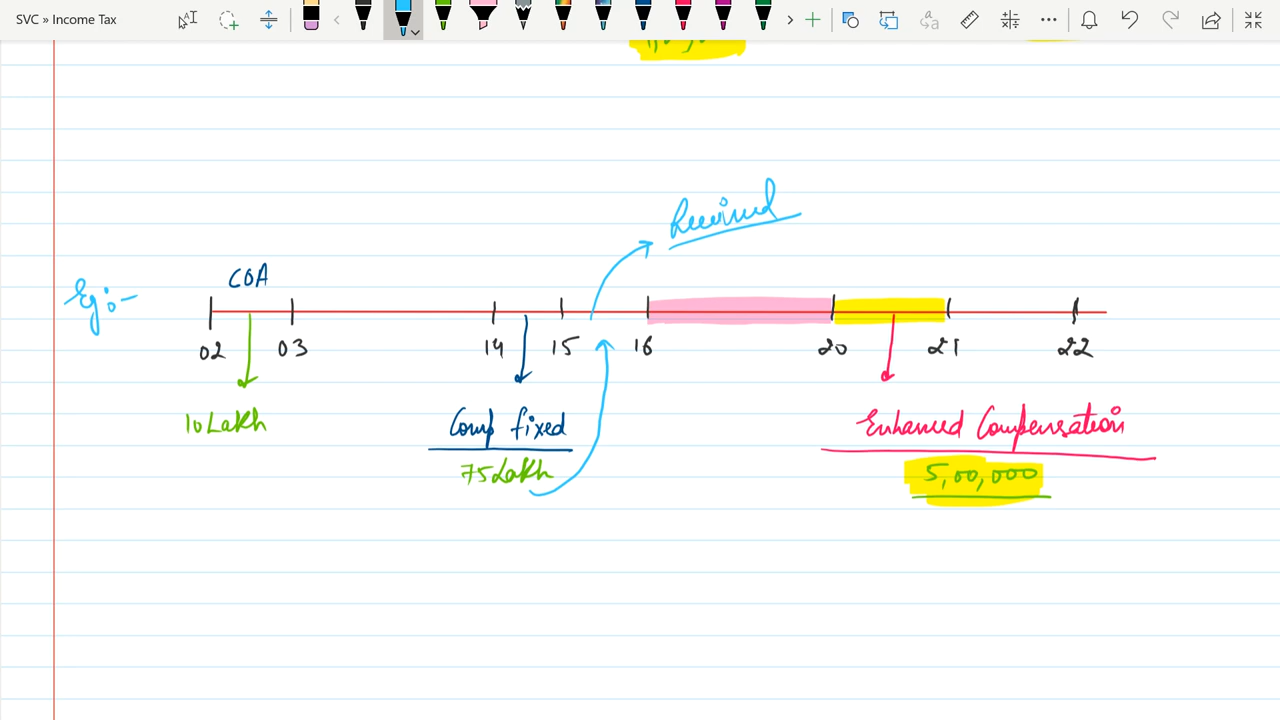 SVC » Income Tax
Received
Eg:-
COA
02 03 14 15 16 20 21 22
10 Lakh
Comp fixed
75 Lakh
Enhanced Compensation
5,00,000